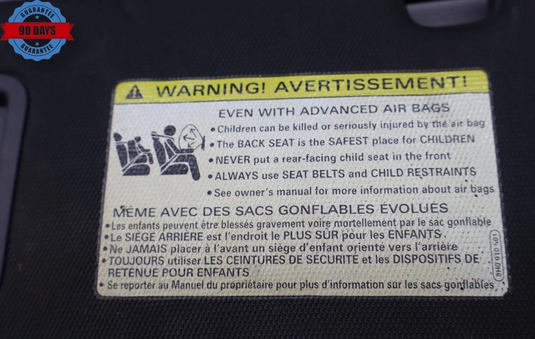 GUARANTEE
90 DAYS
GUARANTEE
WARNING! AVERTISSEMENT!
EVEN WITH ADVANCED AIR BAGS
• Children can be killed or seriously injured by the air bag
• The BACK SEAT is the SAFEST place for CHILDREN
• NEVER put a rear-facing child seat in the front
• ALWAYS use SEAT BELTS and CHILD RESTRAINTS
• See owner's manual for more information about air bags
MÊME AVEC DES SACS GONFLABLES ÉVOLUÉS
• Les enfants peuvent être blessés gravement voire mortellement par le sac gonflable
• Le SIÈGE ARRIÈRE est l'endroit le PLUS SÛR pour les ENFANTS.
• Ne JAMAIS placer à l'avant un siège d'enfant orienté vers l'arrière
• TOUJOURS utiliser LES CEINTURES DE SÉCURITÉ et les DISPOSITIFS DE
RETENUE POUR ENFANTS
• Se reporter au Manuel du propriétaire pour plus d'information sur les sacs gonflables